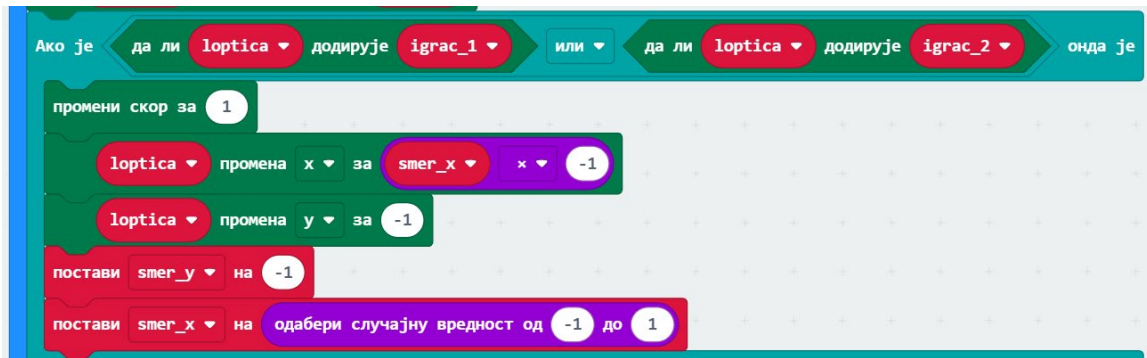 Ако је да ли loptica додирује igrac_1 или да ли loptica додирује igrac_2 онда је
промени скор за 1
loptica промена x за smer_x × -1
loptica промена y за -1
постави smer_y на -1
постави smer_x на одабери случајну вредност од -1 до 1